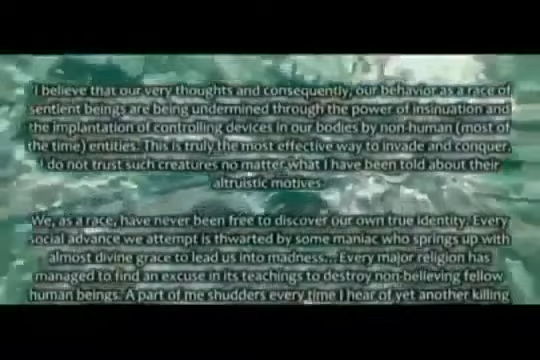 'I believe that our very thoughts and consequently, our behavior as a race of
sentient beings are being undermined through the power of insinuation and
the implantation of controlling devices in our bodies by non-human (most of
the time) entities. This is truly the most effective way to invade and conquer.
I do not trust such creatures no matter what I have been told about their
altruistic motives.
We, as a race, have never been free to discover our own true identity. Every
social advance we attempt is thwarted by some maniac who springs up with
almost divine grace to lead us into madness... Every major religion has
managed to find an excuse in its teachings to destroy non-believing fellow
human beings. A part of me shudders every time I hear of yet another killing